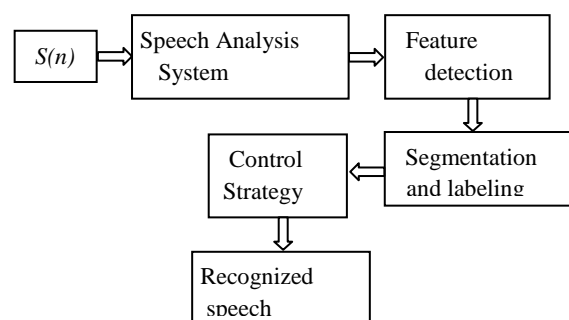 S(n)
Speech Analysis
System
Feature
detection
Segmentation
and labeling
Control
Strategy
Recognized
speech